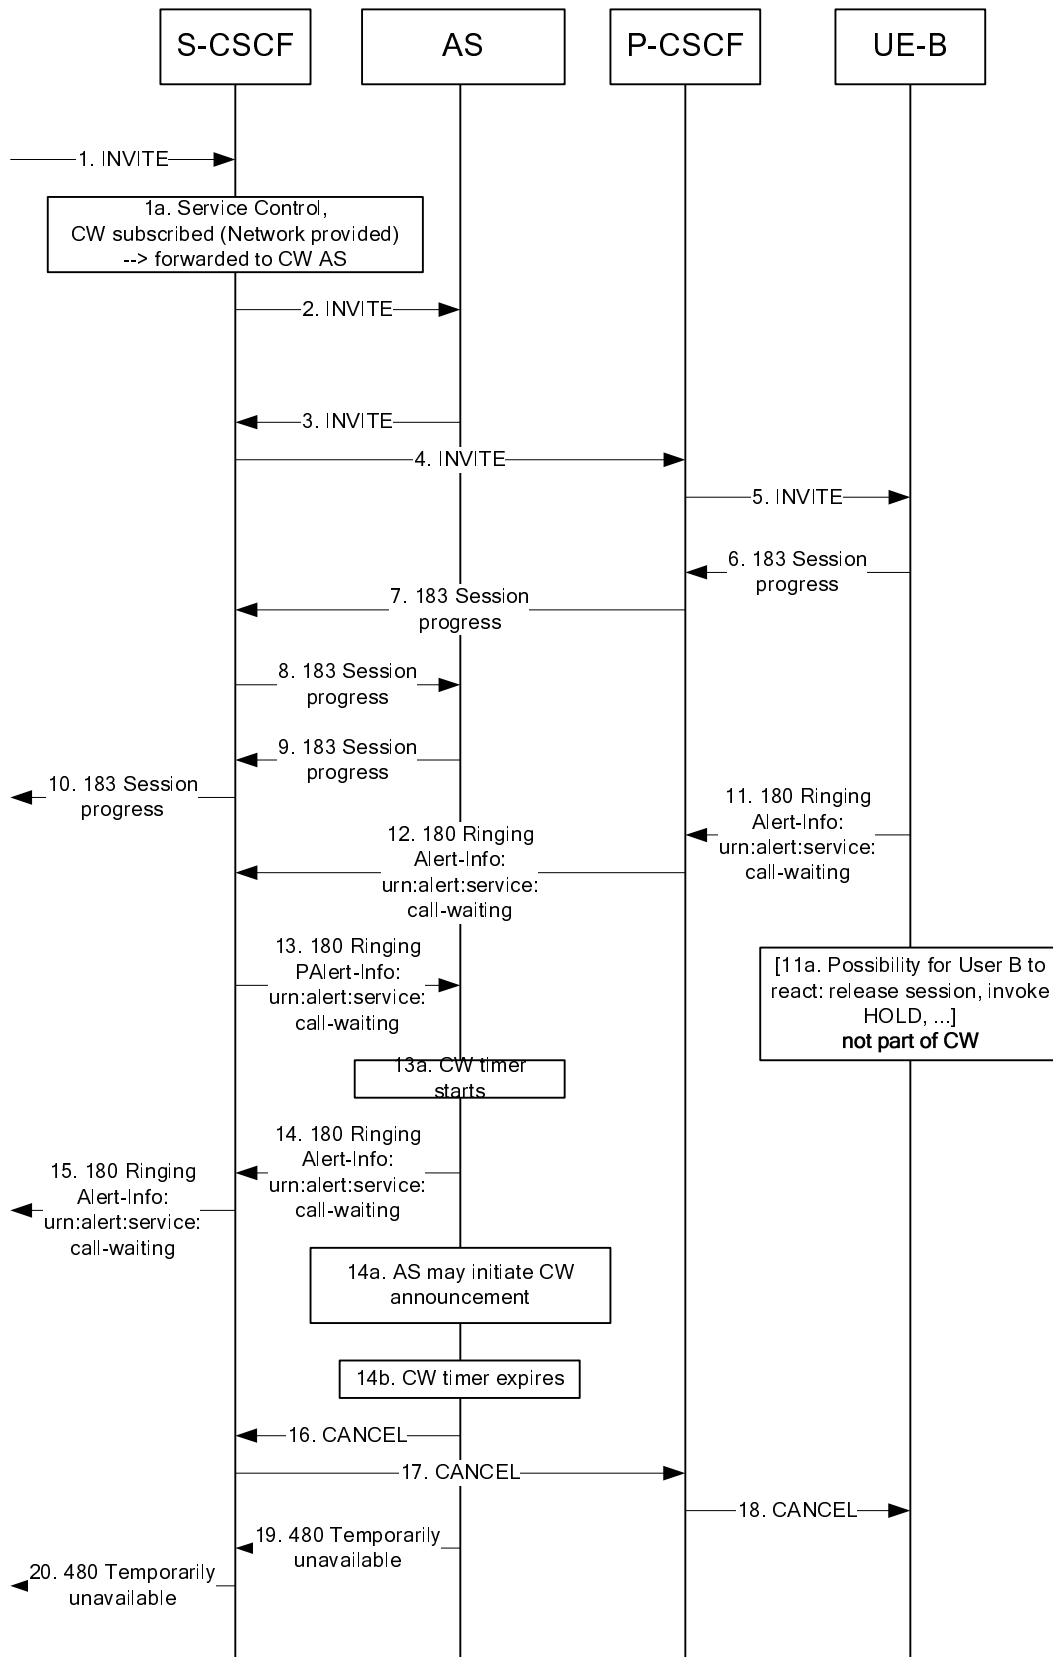 S-CSCF
AS
P-CSCF
UE-B
1. INVITE
1a. Service Control,
CW subscribed (Network provided)
--> forwarded to CW AS
2. INVITE
3. INVITE
4. INVITE
5. INVITE
6. 183 Session
progress
7. 183 Session
progress
8. 183 Session
progress
9. 183 Session
progress
10. 183 Session
progress
11. 180 Ringing
Alert-Info:
urn:alert:service:
call-waiting
12. 180 Ringing
Alert-Info:
urn:alert:service:
call-waiting
13. 180 Ringing
PAlert-Info:
urn:alert:service:
call-waiting
[11a. Possibility for User B to
react: release session, invoke
HOLD, ...]
not part of CW
13a. CW timer
starts
14. 180 Ringing
Alert-Info:
urn:alert:service:
call-waiting
15. 180 Ringing
Alert-Info:
urn:alert:service:
call-waiting
14a. AS may initiate CW
announcement
14b. CW timer expires
16. CANCEL
17. CANCEL
18. CANCEL
19. 480 Temporarily
unavailable
20. 480 Temporarily
unavailable